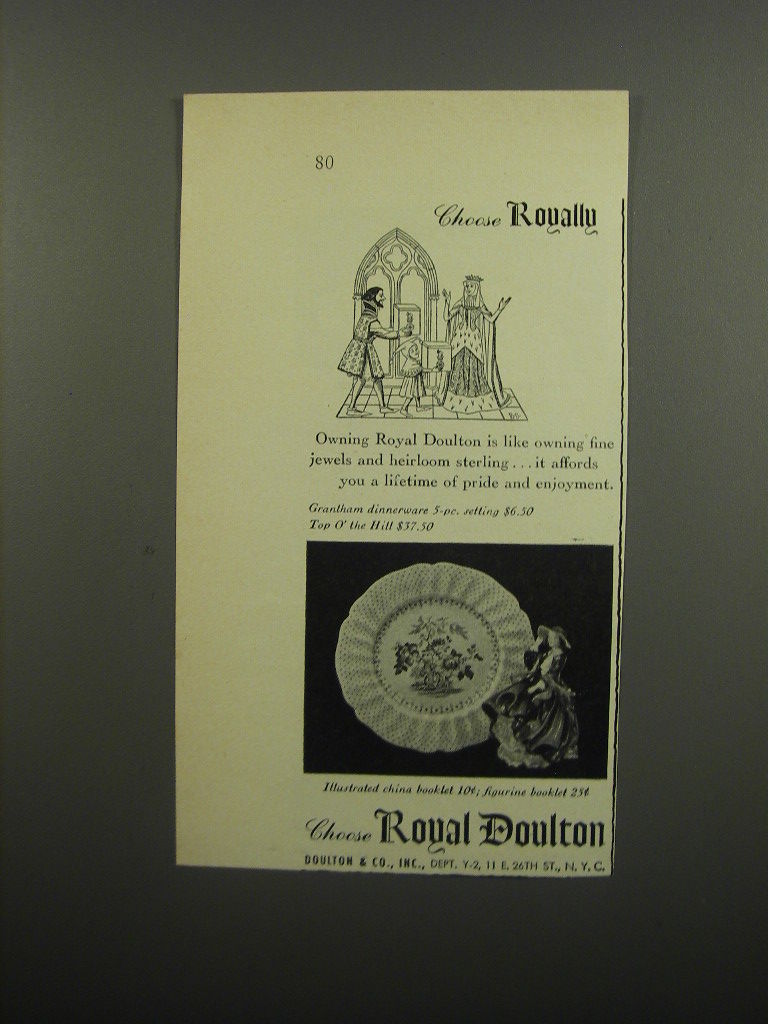 80
Choose Royally
Owning Royal Doulton is like owning fine
jewels and heirloom sterling...it affords
you a lifetime of pride and enjoyment.
Grantham dinnerware 5-pc. setting $6.50
Top O' the Hill $37.50
Illustrated china booklet 10¢; figurine booklet 25¢
Choose Royal Doulton
DOULTON & CO., INC., DEPT. Y-2, 11 E. 26TH ST., N. Y. C.